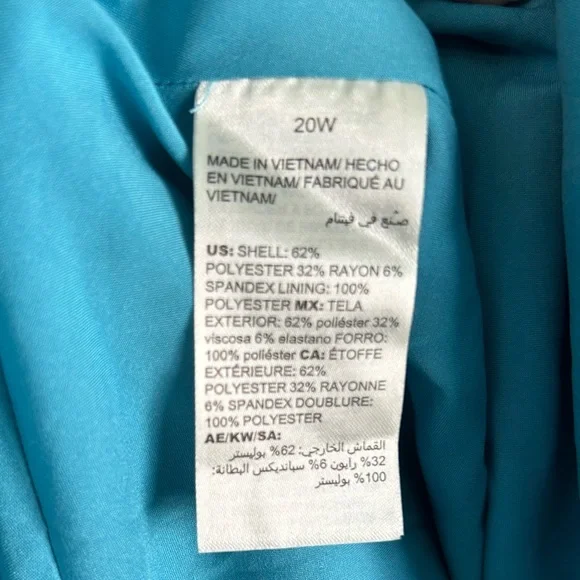 20W
MADE IN VIETNAM/ HECHO
EN VIETNAM/ FABRIQUÉ AU
VIETNAM/
صنع في فيتنام
US: SHELL: 62%
POLYESTER 32% RAYON 6%
SPANDEX LINING: 100%
POLYESTER MX: TELA
EXTERIOR: 62% poliéster 32%
viscosa 6% elastano FORRO:
100% poliéster CA: ÉTOFFE
EXTÉRIEURE: 62%
POLYESTER 32% RAYONNE
6% SPANDEX DOUBLURE:
100% POLYESTER
AE/KW/SA:
القماش الخارجي: 62% بوليستر
32% رايون 6% سبانديكس البطانة:
100% بوليستر